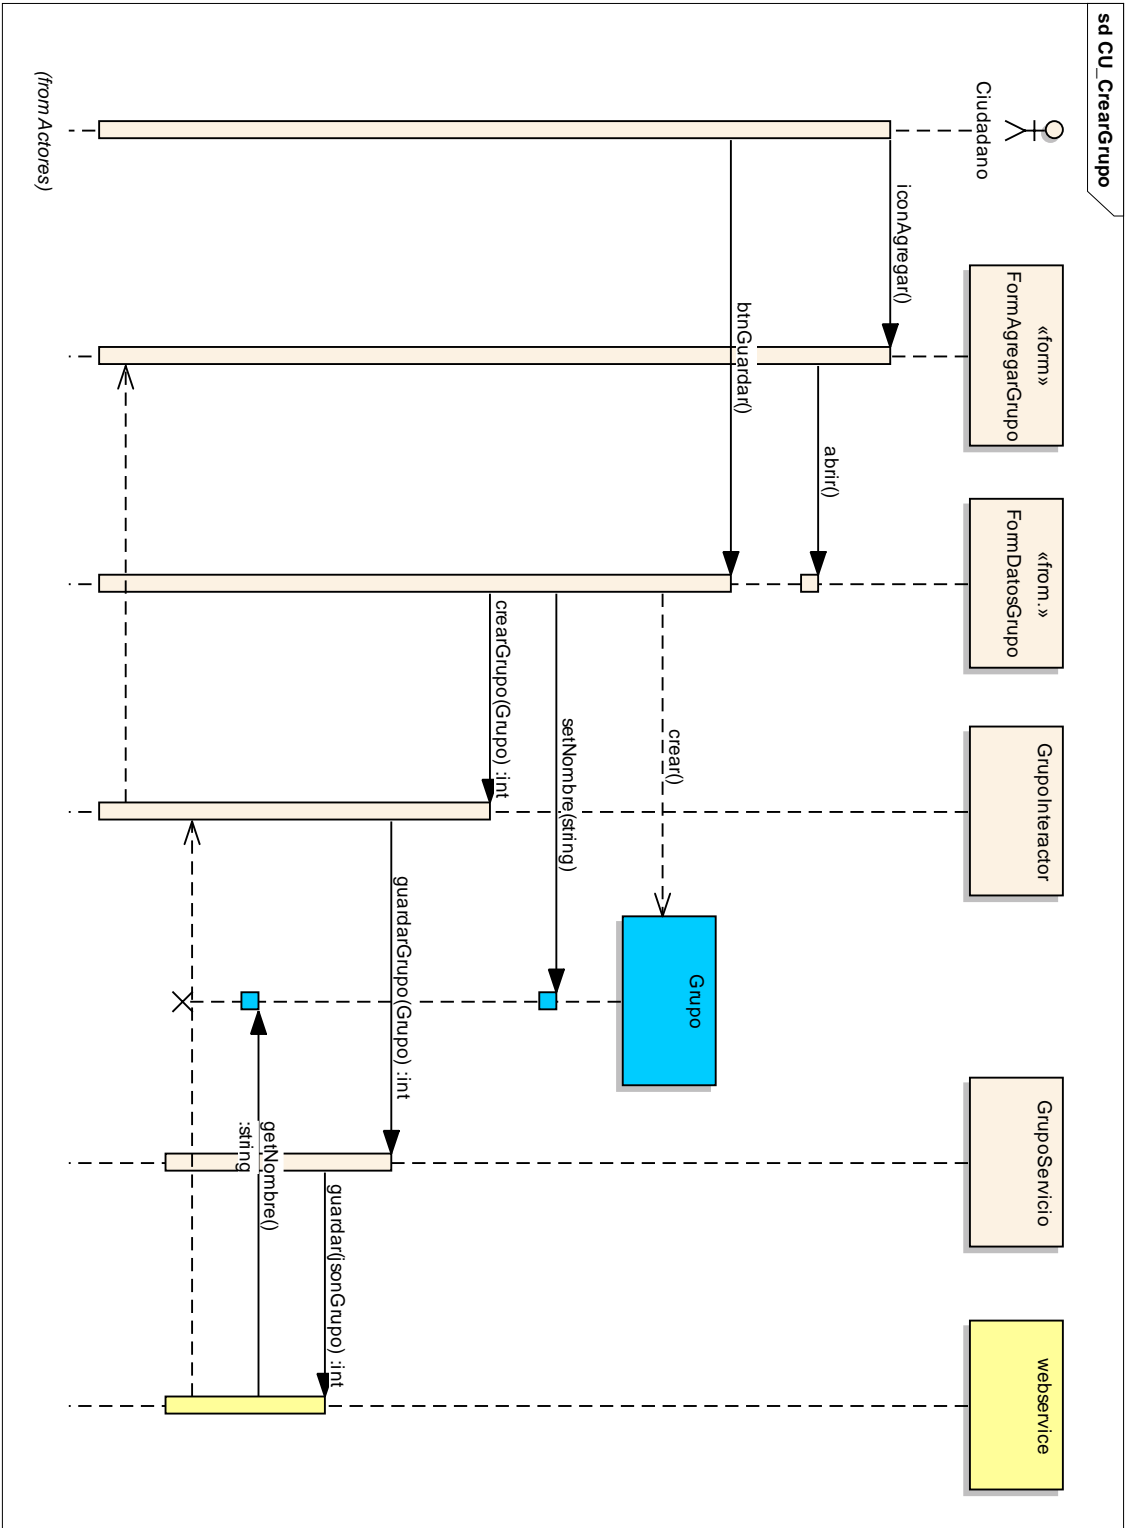 sd CU_CrearGrupo
Ciudadano
«form»
FormAgregarGrupo
«from.»
FormDatosGrupo
GrupoInteractor
GrupoServicio
webservice
iconAgregar()
abrir()
btnGuardar()
crear()
Grupo
setNombre(string)
crearGrupo(Grupo) :int
guardarGrupo(Grupo) :int
guardar(jsonGrupo) :int
getNombre()
:string
(from Actores)